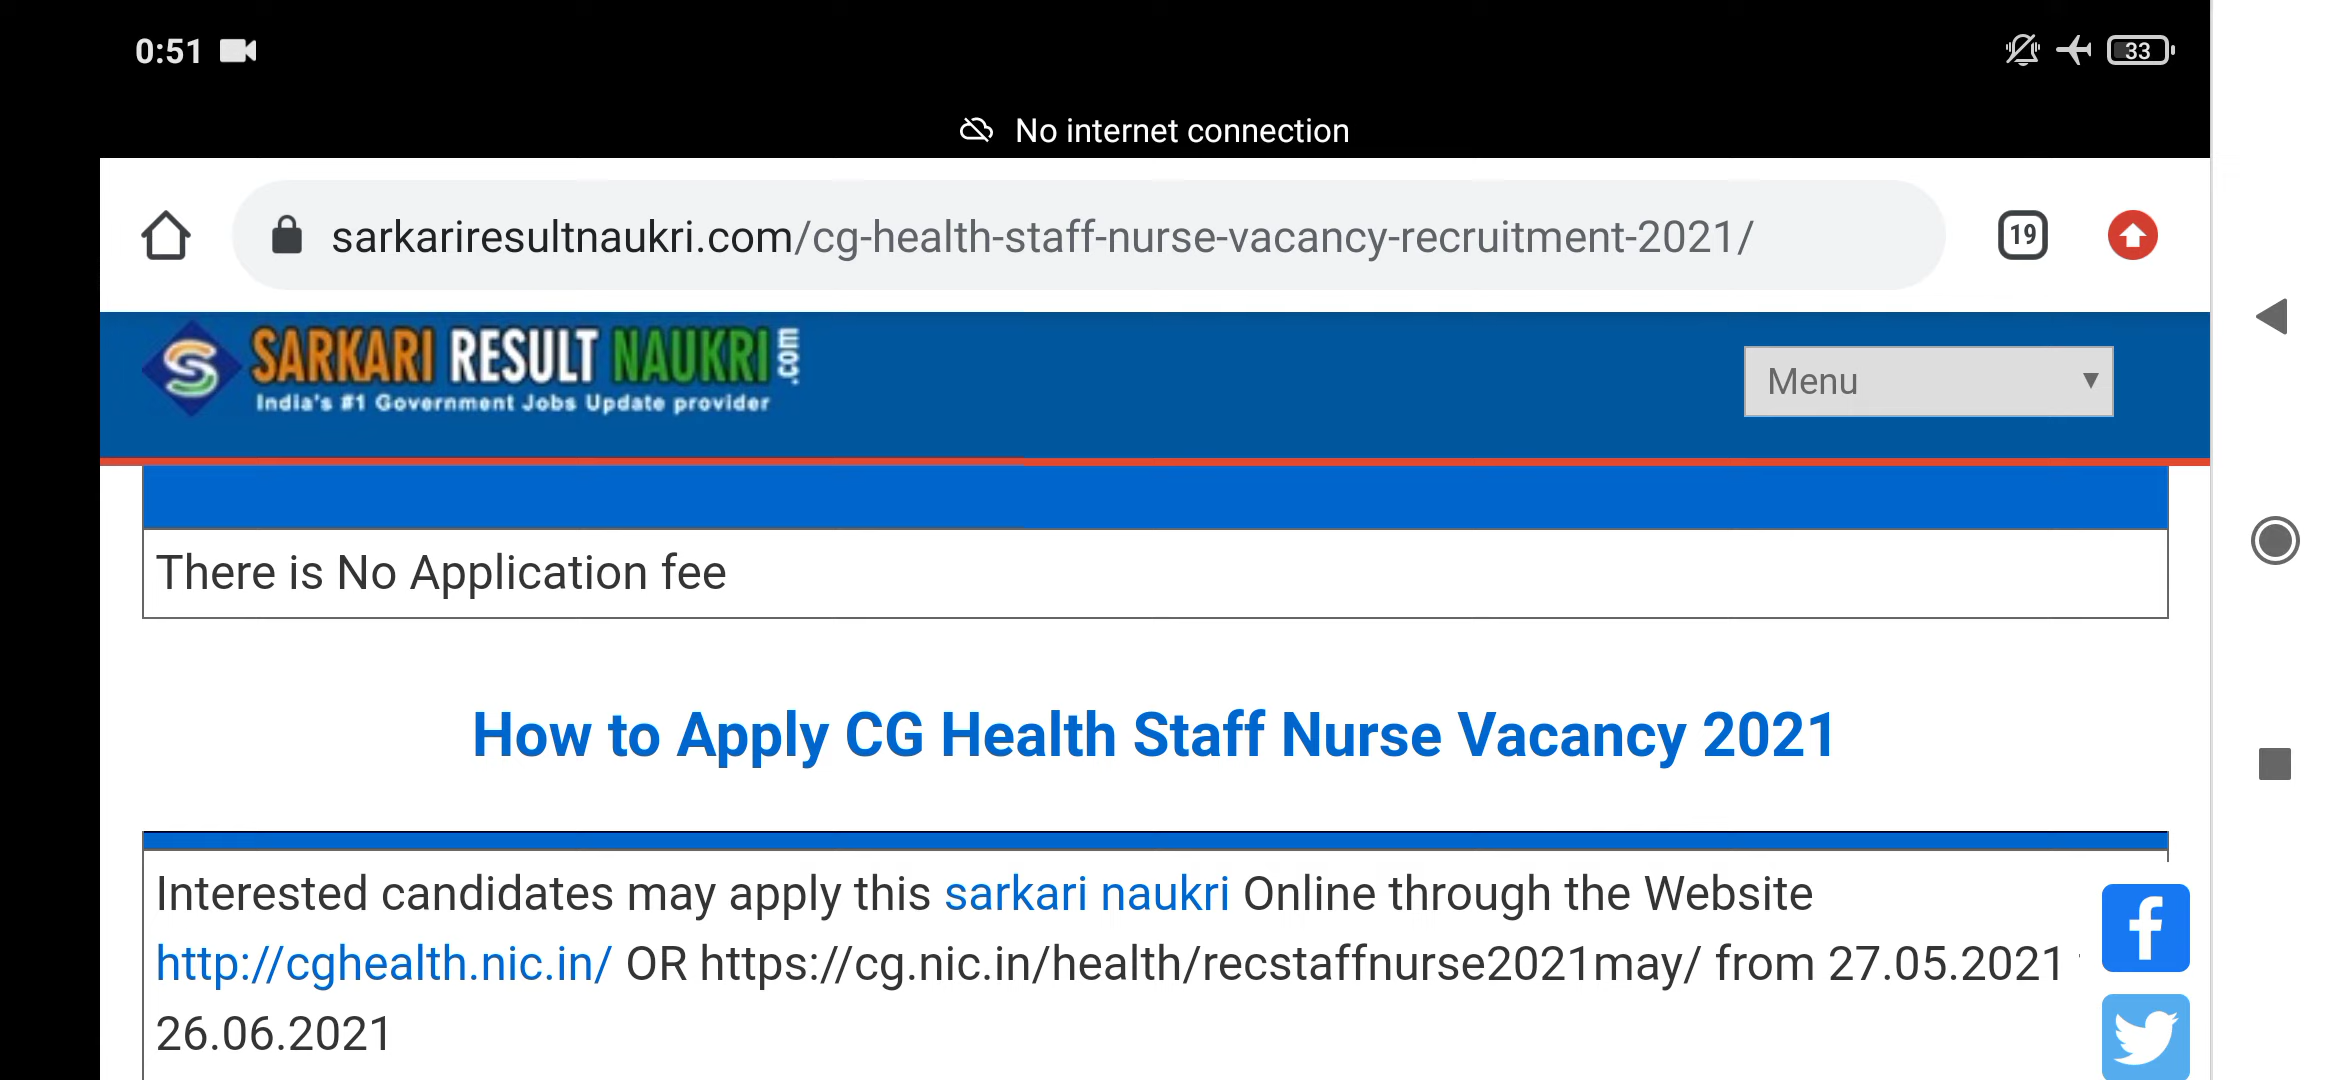 0:51
33
No internet connection
sarkariresultnaukri.com/cg-health-staff-nurse-vacancy-recruitment-2021/
19
SARKARI RESULT NAUKRI .com
India's #1 Government Jobs Update provider
Menu
There is No Application fee
How to Apply CG Health Staff Nurse Vacancy 2021
Interested candidates may apply this sarkari naukri Online through the Website
http://cghealth.nic.in/ OR https://cg.nic.in/health/recstaffnurse2021may/ from 27.05.2021
26.06.2021